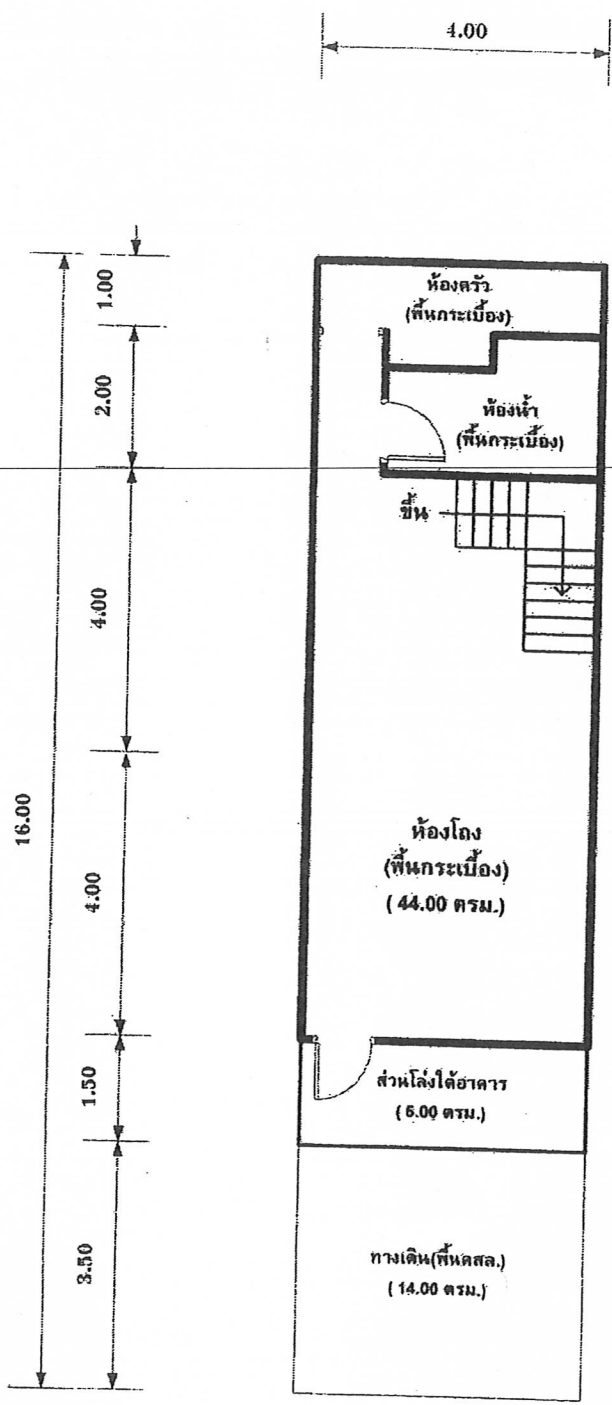 4.00
1.00
ห้องครัว
(พื้นกระเบื้อง)
2.00
ห้องน้ำ
(พื้นกระเบื้อง)
ขึ้น
4.00
16.00
ห้องโถง
(พื้นกระเบื้อง)
( 44.00 ตรม.)
4.00
1.50
ส่วนโล่งใต้อาคาร
( 6.00 ตรม.)
3.50
ทางเดิน(พื้นคสล.)
( 14.00 ตรม.)